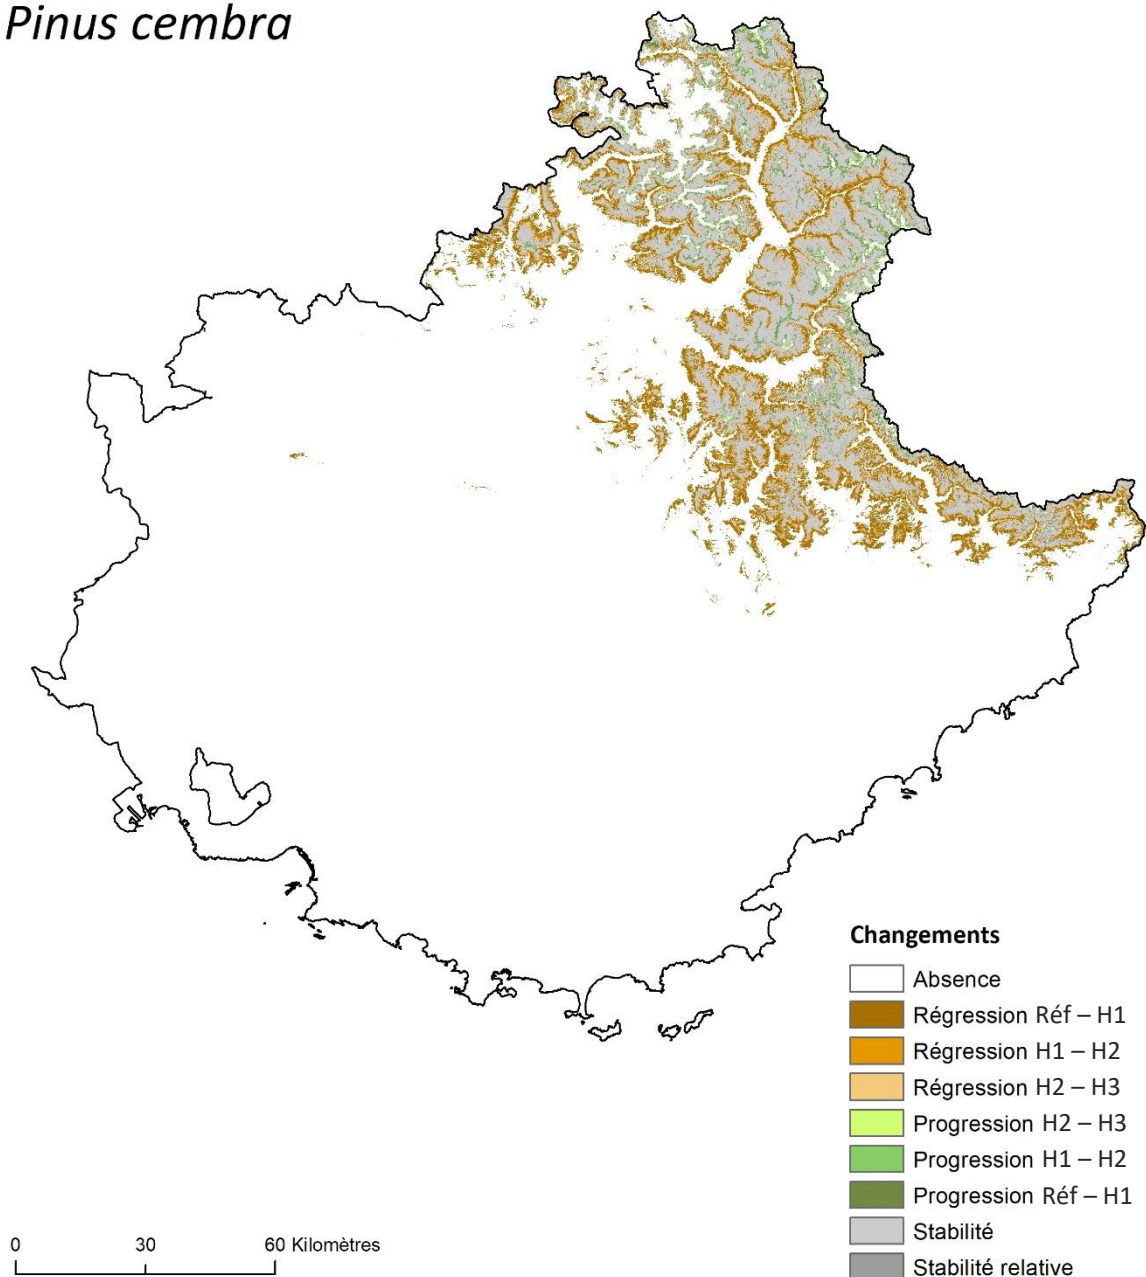 Pinus cembra
Changements
Absence
Régression Réf – H1
Régression H1 – H2
Régression H2 – H3
Progression H2 – H3
Progression H1 – H2
Progression Réf – H1
Stabilité
Stabilité relative
0 30 60 Kilomètres